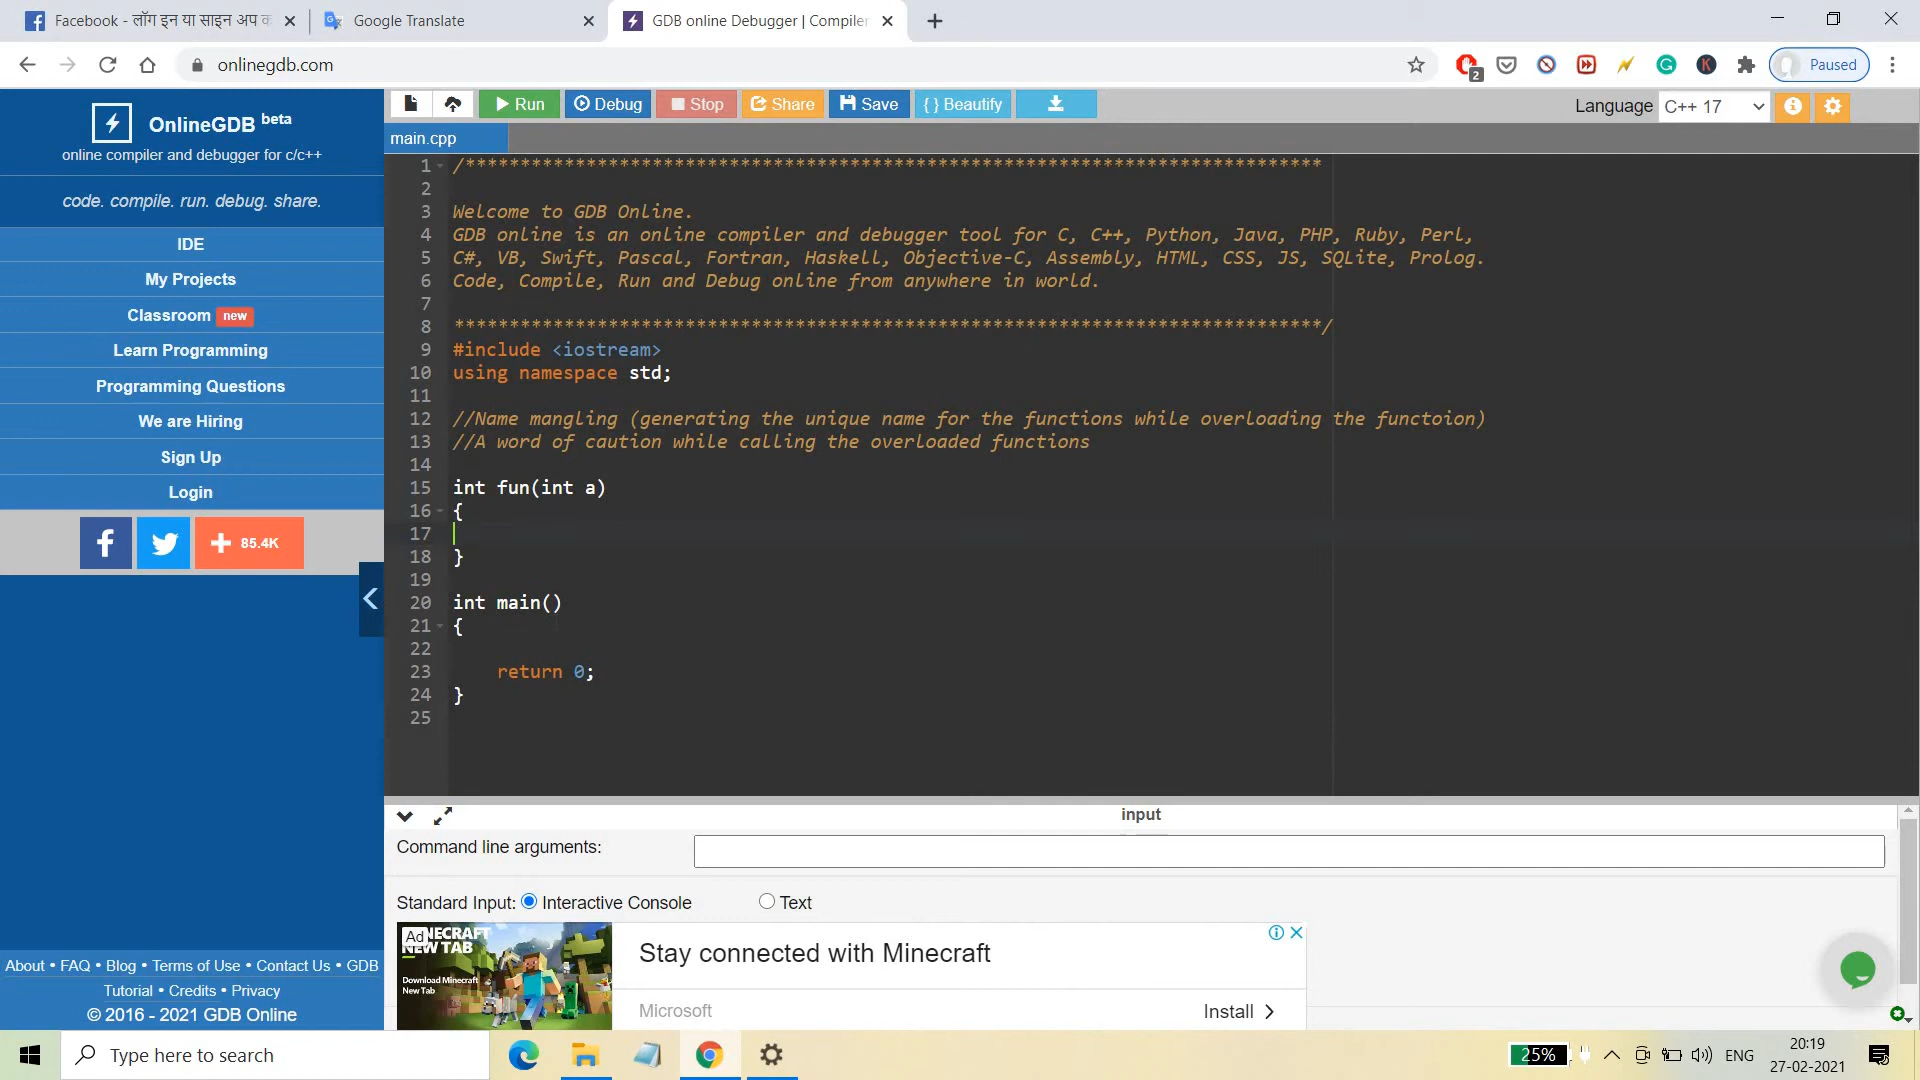 Facebook - लॉग इन या साइन अप क
Google Translate
GDB online Debugger | Compiler
onlinegdb.com
2
Paused
OnlineGDB beta
online compiler and debugger for c/c++
code. compile. run. debug. share.
IDE
My Projects
Classroom new
Learn Programming
Programming Questions
We are Hiring
Sign Up
Login
f
+ 85.4K
About • FAQ • Blog • Terms of Use • Contact Us • GDB
Tutorial • Credits • Privacy
© 2016 - 2021 GDB Online
Run Debug Stop Share Save { } Beautify
Language C++ 17
main.cpp
1 /******************************************************************************
2
3 Welcome to GDB Online.
4 GDB online is an online compiler and debugger tool for C, C++, Python, Java, PHP, Ruby, Perl,
5 C#, VB, Swift, Pascal, Fortran, Haskell, Objective-C, Assembly, HTML, CSS, JS, SQLite, Prolog.
6 Code, Compile, Run and Debug online from anywhere in world.
7
8 *******************************************************************************/
9 #include <iostream>
10 using namespace std;
11
12 //Name mangling (generating the unique name for the functions while overloading the functoion)
13 //A word of caution while calling the overloaded functions
14
15 int fun(int a)
16 {
17
18 }
19
20 int main()
21 {
22
23     return 0;
24 }
25
input
Command line arguments:
Standard Input: Interactive Console Text
Ad
MINECRAFT
NEW TAB
Download Minecraft
New Tab
Stay connected with Minecraft
Microsoft
Install
Type here to search
25%
ENG
20:19
27-02-2021